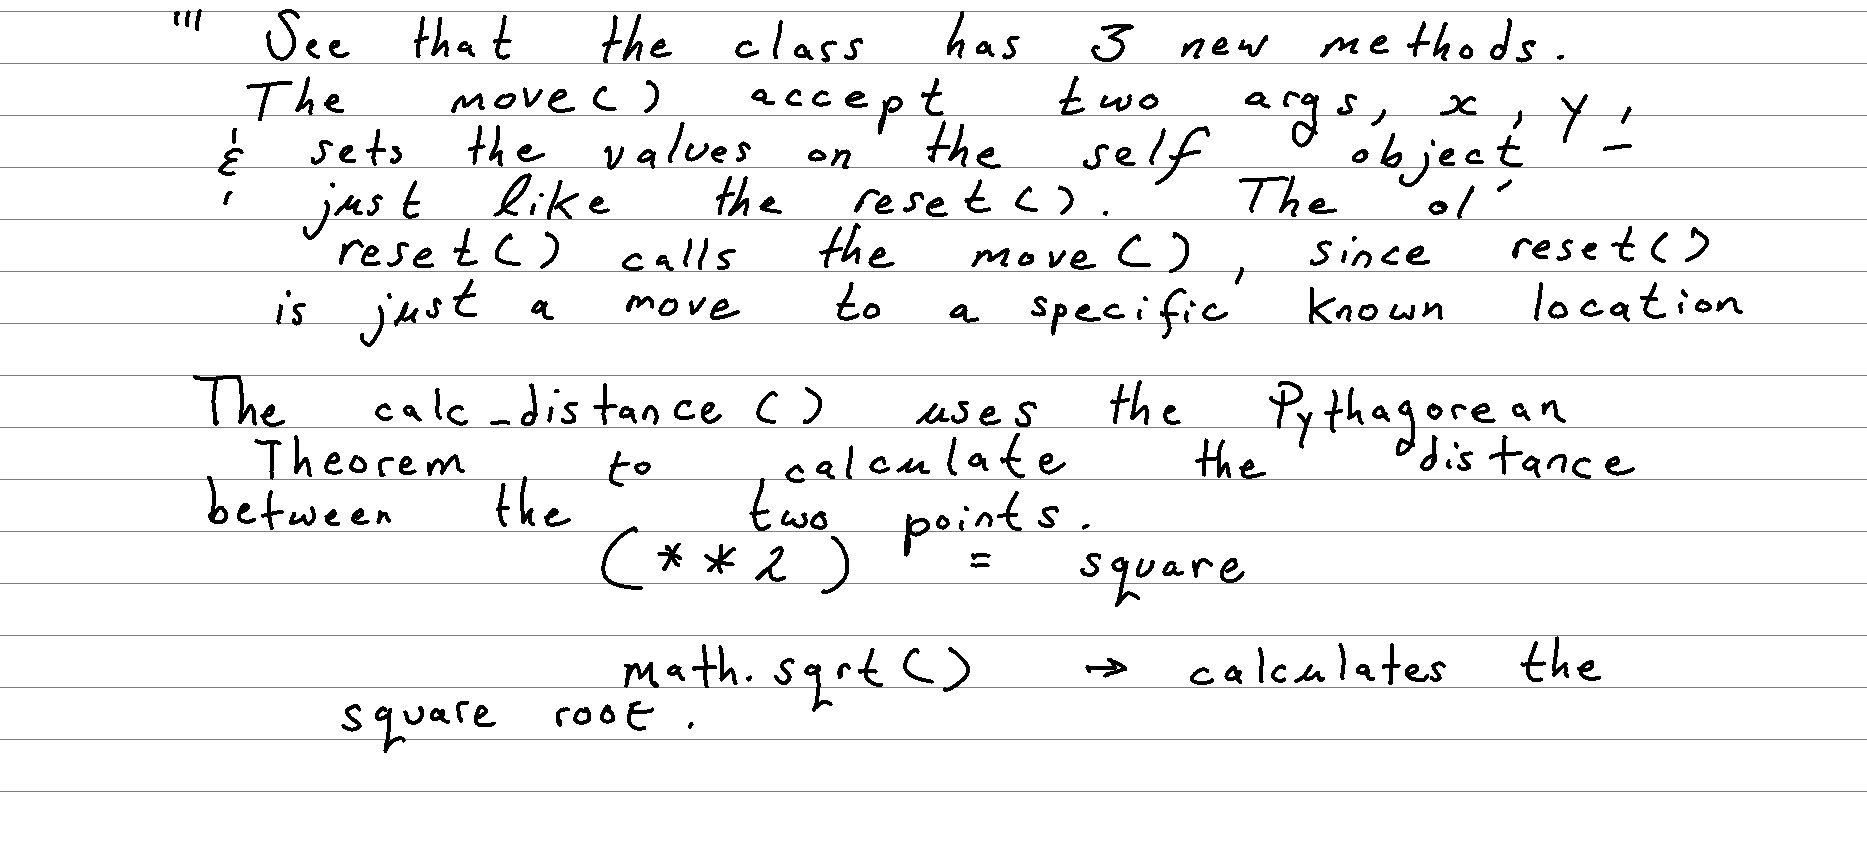 ''' See that the class has 3 new methods.
The move() accept two args, x, y,
& sets the values on the self object -
just like the reset(). The ol'
reset() calls the move(), since reset()
is just a move to a specific known location
The calc_distance() uses the Pythagorean
Theorem to calculate the distance
between the two points.
(**2) = square
math.sqrt() → calculates the
square root.